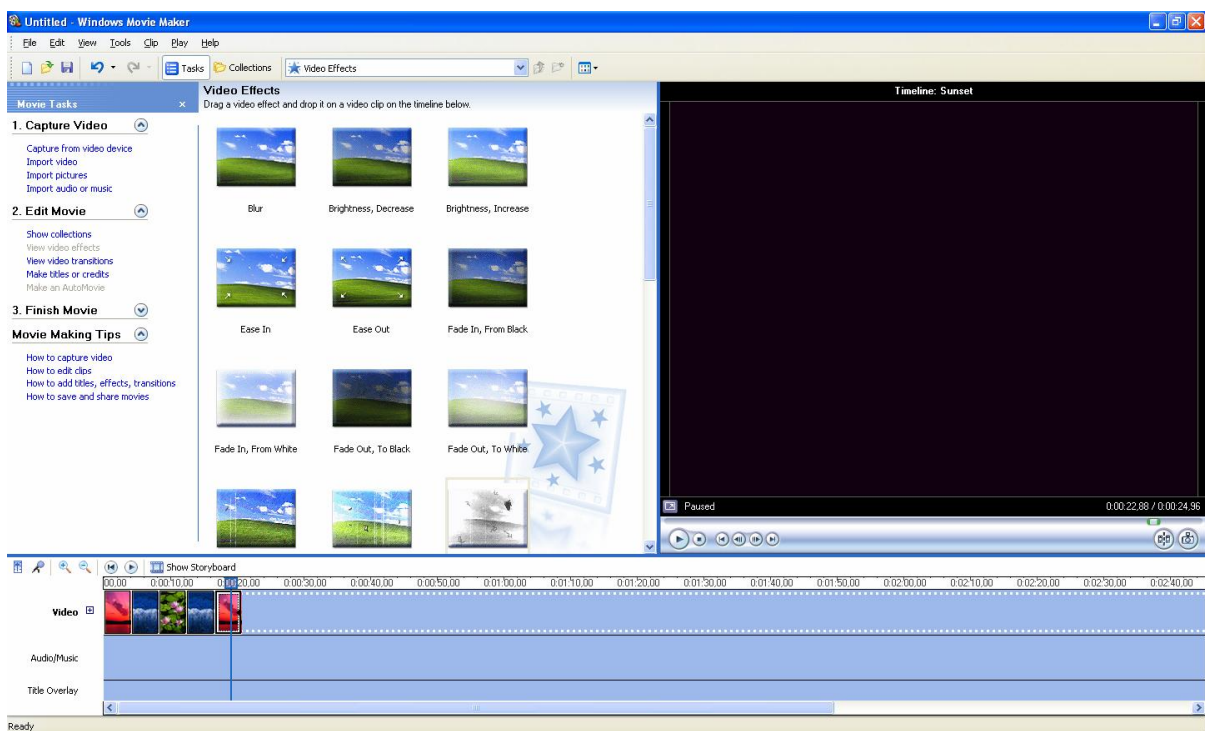 Untitled - Windows Movie Maker
File Edit View Tools Clip Play Help
Tasks Collections Video Effects
Movie Tasks
1. Capture Video
Capture from video device
Import video
Import pictures
Import audio or music
2. Edit Movie
Show collections
View video effects
View video transitions
Make titles or credits
Make an AutoMovie
3. Finish Movie
Movie Making Tips
How to capture video
How to edit clips
How to add titles, effects, transitions
How to save and share movies
Video Effects
Drag a video effect and drop it on a video clip on the timeline below.
Blur Brightness, Decrease Brightness, Increase
Ease In Ease Out Fade In, From Black
Fade In, From White Fade Out, To Black Fade Out, To White
Timeline: Sunset
Paused 0:00:22,88 / 0:00:24,96
Show Storyboard
00,00 0:00:10,00 0:00:20,00 0:00:30,00 0:00:40,00 0:00:50,00 0:01:00,00 0:01:10,00 0:01:20,00 0:01:30,00 0:01:40,00 0:01:50,00 0:02:00,00 0:02:10,00 0:02:20,00 0:02:30,00 0:02:40,00
Video
Audio/Music
Title Overlay
Ready